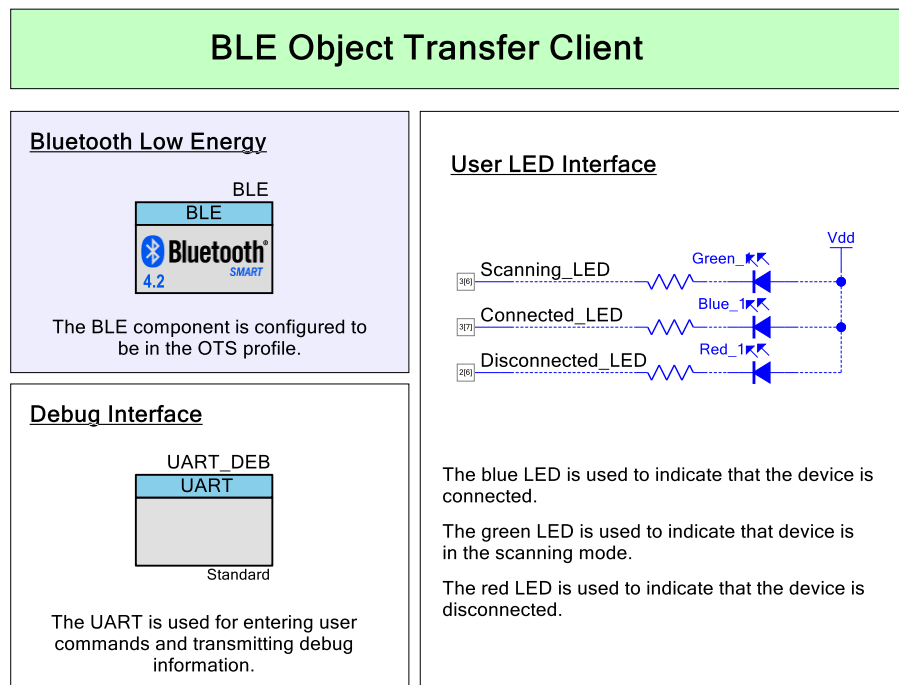 BLE Object Transfer Client
Bluetooth Low Energy
BLE
BLE
Bluetooth®
SMART
4.2
The BLE component is configured to
be in the OTS profile.
Debug Interface
UART_DEB
UART
Standard
The UART is used for entering user
commands and transmitting debug
information.
User LED Interface
Vdd
3[6] Scanning_LED Green_1
3[7] Connected_LED Blue_1
2[6] Disconnected_LED Red_1
The blue LED is used to indicate that the device is
connected.
The green LED is used to indicate that device is
in the scanning mode.
The red LED is used to indicate that the device is
disconnected.